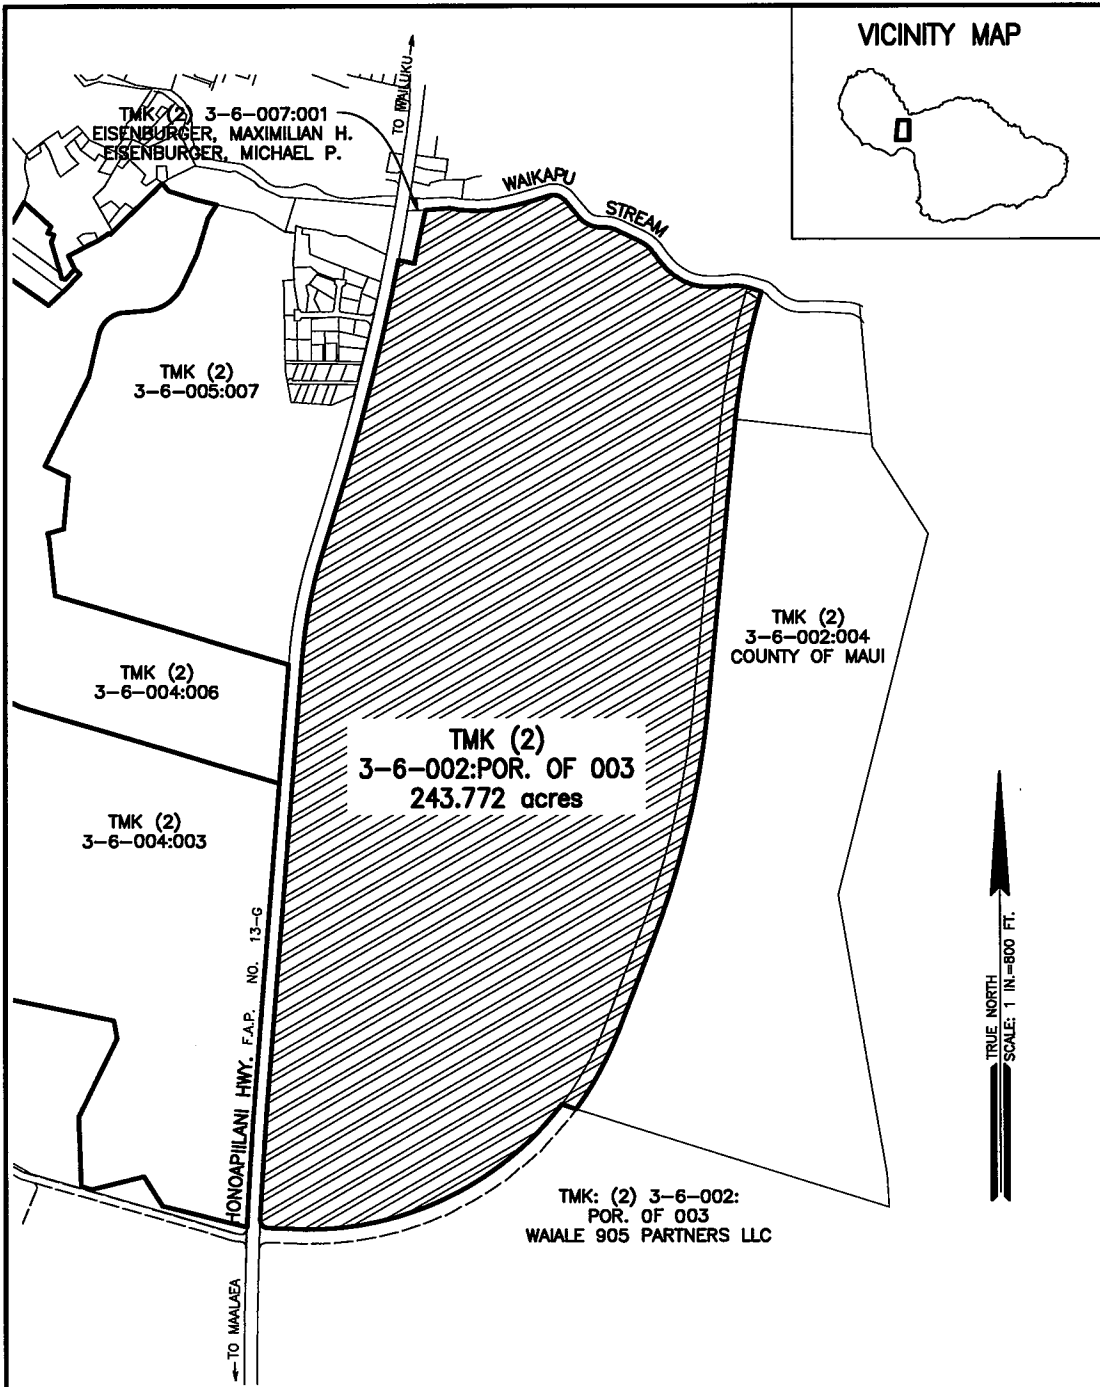 VICINITY MAP
TO WAILUKU
TMK (2) 3-6-007:001
EISENBURGER, MAXIMILIAN H.
EISENBURGER, MICHAEL P.
WAIKAPU
STREAM
TMK (2)
3-6-005:007
TMK (2)
3-6-002:004
COUNTY OF MAUI
TMK (2)
3-6-004:006
TMK (2)
3-6-002:POR. OF 003
243.772 acres
TMK (2)
3-6-004:003
HONOAPIILANI HWY. F.A.P. NO. 13-G
TRUE NORTH
SCALE: 1 IN.=800 FT.
TMK: (2) 3-6-002:
POR. OF 003
WAIALE 905 PARTNERS LLC
TO MAALAEA